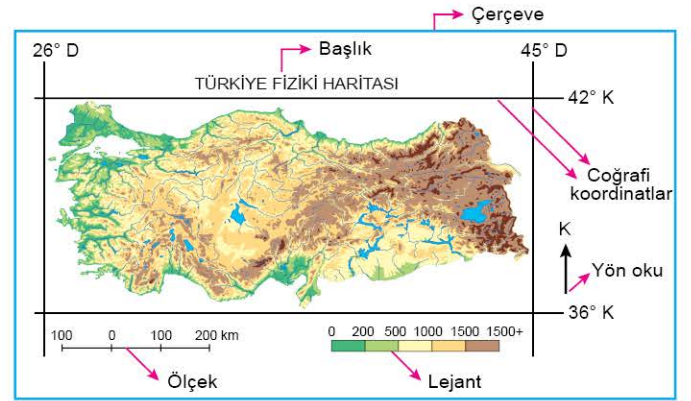 Çerçeve
26° D
Başlık
45° D
TÜRKİYE FİZİKİ HARİTASI
42° K
Coğrafi
koordinatlar
K
Yön oku
36° K
100 0 100 200 km
0 200 500 1000 1500 1500+
Ölçek
Lejant